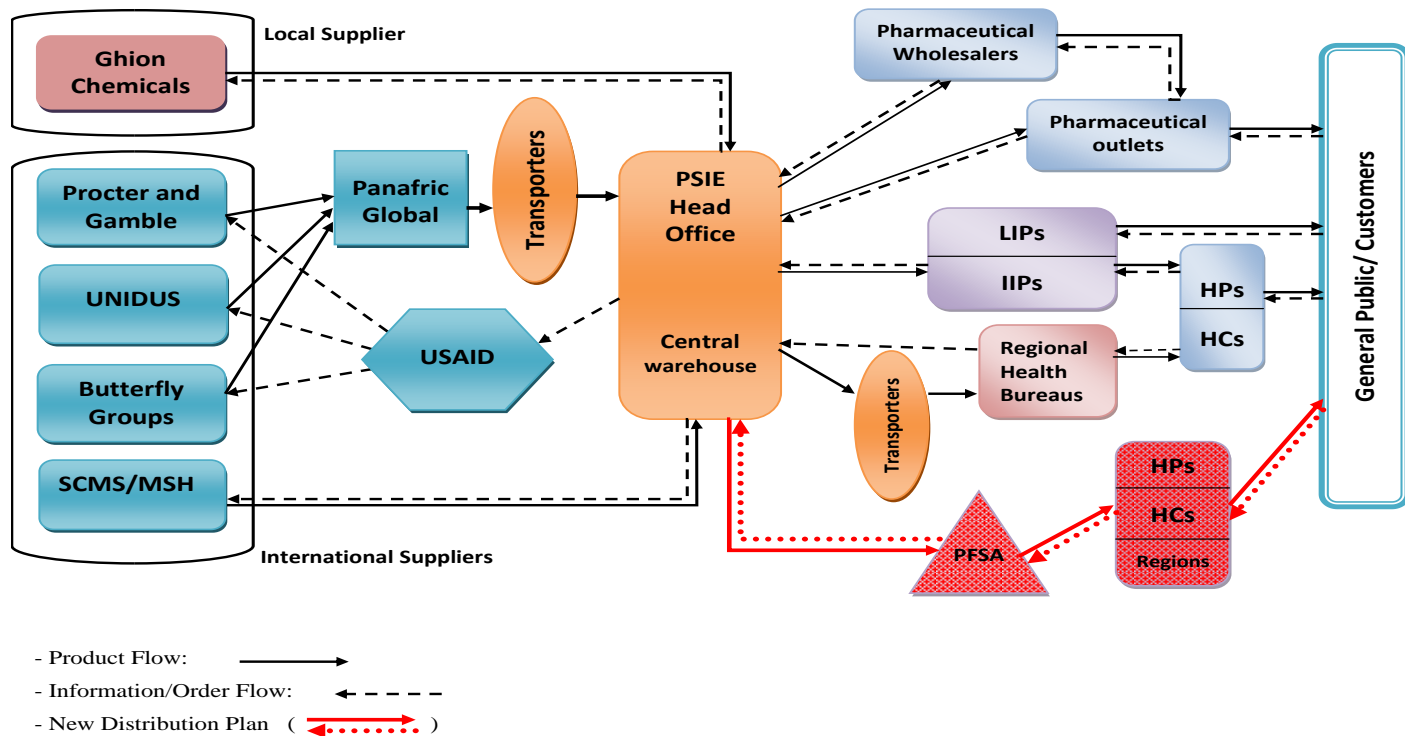 Local Supplier
Ghion
Chemicals
Procter and
Gamble
UNIDUS
Butterfly
Groups
SCMS/MSH
International Suppliers
Panafric
Global
Transporters
USAID
PSIE
Head
Office
Central
warehouse
Pharmaceutical
Wholesalers
Pharmaceutical
outlets
LIPs
IIPs
HPs
HCs
Regional
Health
Bureaus
Transporters
PFSA
HPs
HCs
Regions
General Public/ Customers
- Product Flow:
- Information/Order Flow:
- New Distribution Plan ( )